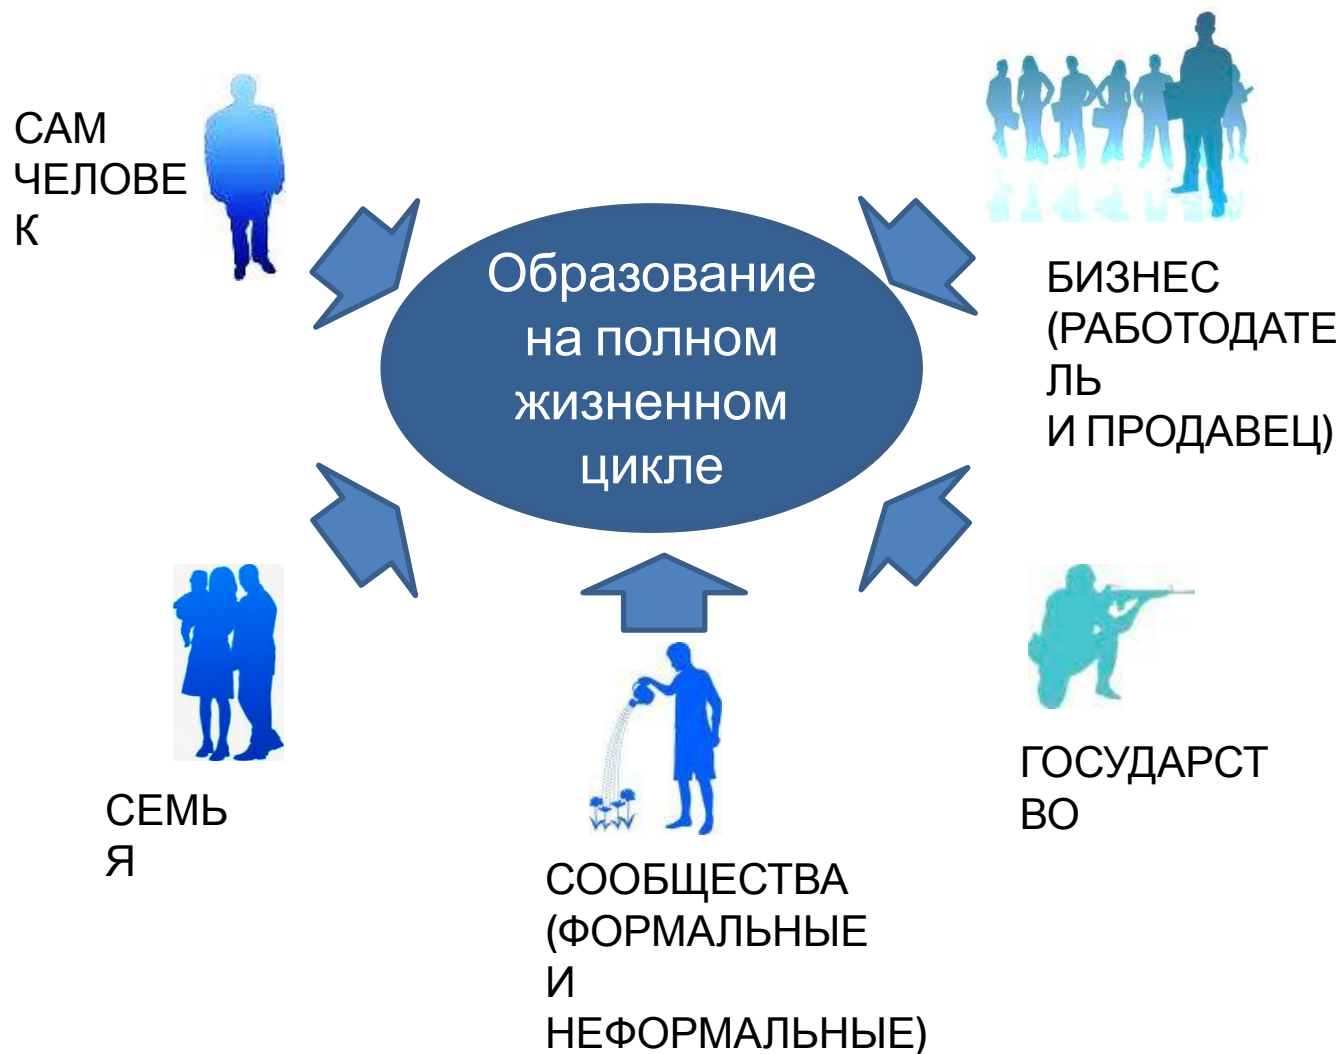 САМ
ЧЕЛОВЕ
К
Образование
на полном
жизненном
цикле
БИЗНЕС
(РАБОТОДАТЕ
ЛЬ
И ПРОДАВЕЦ)
СЕМЬ
Я
СООБЩЕСТВА
(ФОРМАЛЬНЫЕ
И
НЕФОРМАЛЬНЫЕ)
ГОСУДАРСТ
ВО